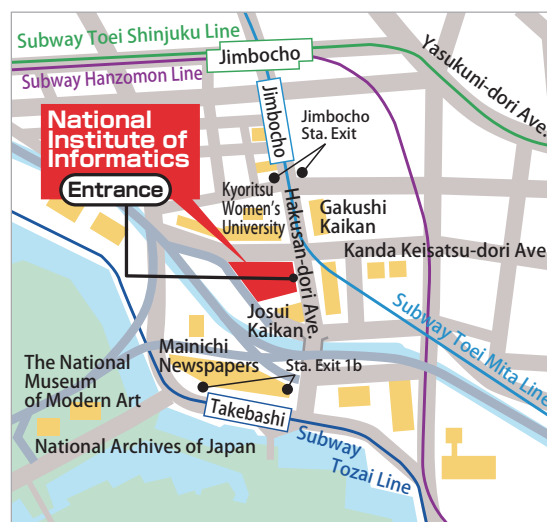 Subway Toei Shinjuku Line
Jimbocho
Subway Hanzomon Line
Yasukuni-dori Ave.
Jimbocho
National
Institute of
Informatics
Entrance
Jimbocho
Sta. Exit
Kyoritsu
Women's
University
Hakusan-dori Ave.
Gakushi
Kaikan
Kanda Keisatsu-dori Ave
Josui
Kaikan
Subway Toei Mita Line
Mainichi
Newspapers
Sta. Exit 1b
The National
Museum
of Modern Art
Takebashi
National Archives of Japan
Subway
Tozai Line